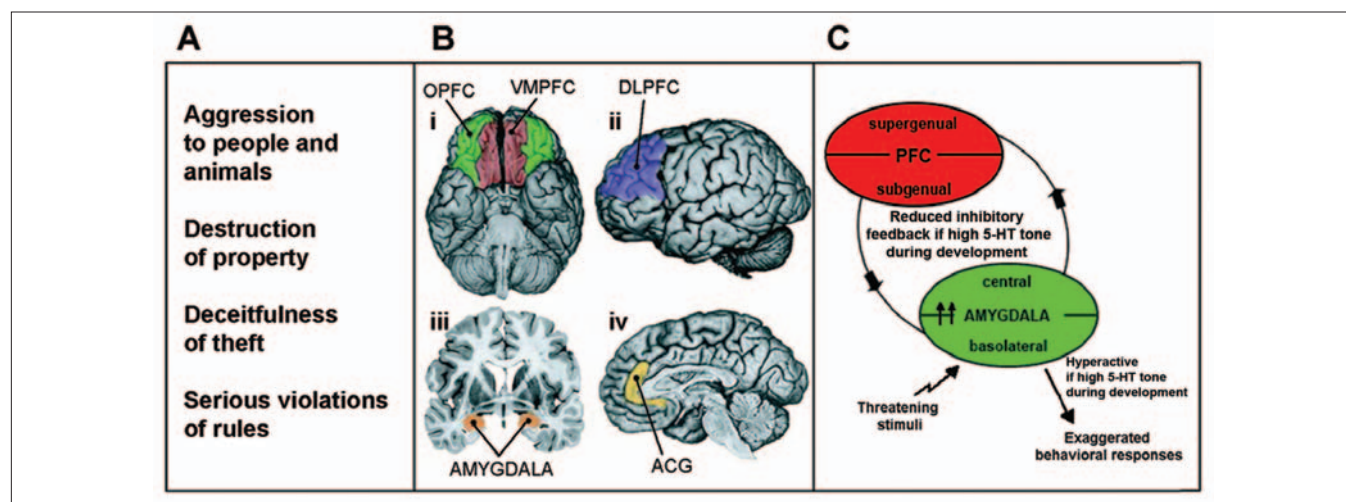 A
Aggression
to people and
animals
Destruction
of property
Deceitfulness
of theft
Serious violations
of rules
B
OPFC
VMPFC
i
DLPFC
ii
iii
AMYGDALA
iv
ACG
C
supergenual
PFC
subgenual
Reduced inhibitory
feedback if high 5-HT tone
during development
central
AMYGDALA
basolateral
Hyperactive
if high 5-HT tone
during development
Threatening
stimuli
Exaggerated
behavioral responses